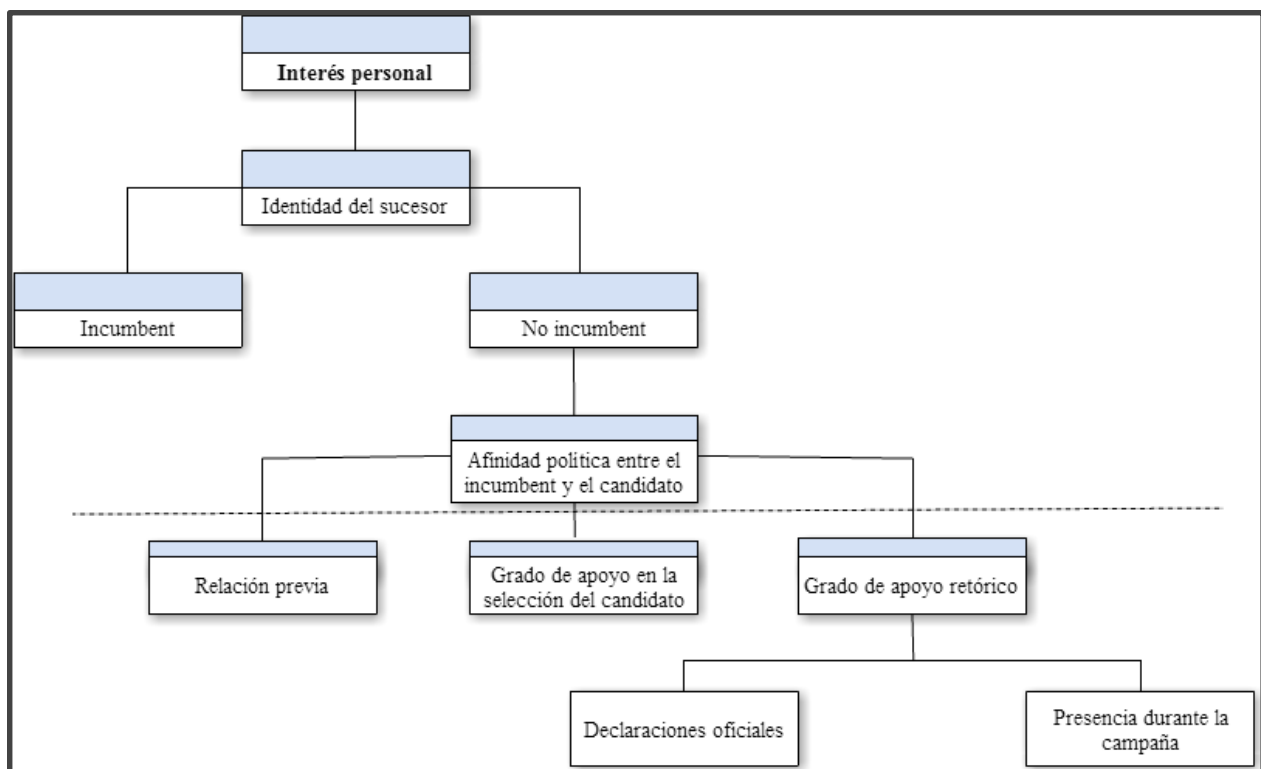 Interés personal
Identidad del sucesor
Incumbent
No incumbent
Afinidad política entre el
incumbent y el candidato
Relación previa
Grado de apoyo en la
selección del candidato
Grado de apoyo retórico
Declaraciones oficiales
Presencia durante la
campaña